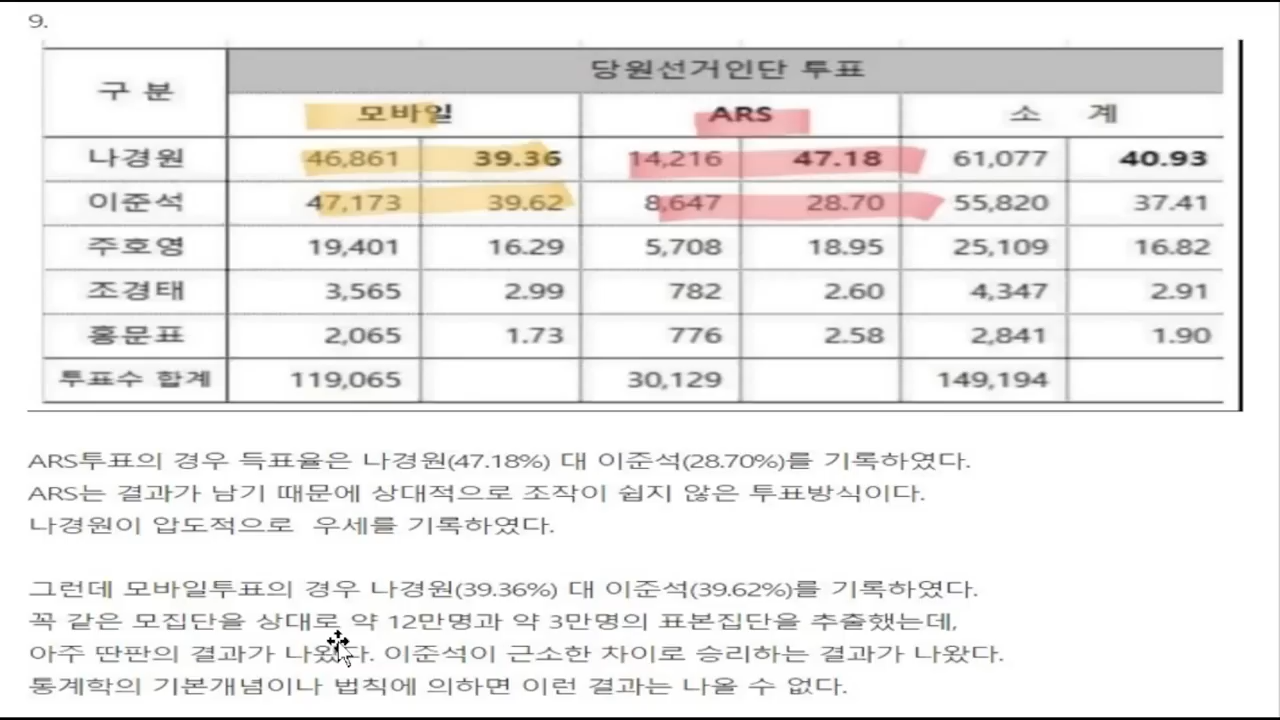 9.
구 분 당원선거인단 투표
모바일 ARS 소 계
나경원 46,861 39.36 14,216 47.18 61,077 40.93
이준석 47,173 39.62 8,647 28.70 55,820 37.41
주호영 19,401 16.29 5,708 18.95 25,109 16.82
조경태 3,565 2.99 782 2.60 4,347 2.91
홍문표 2,065 1.73 776 2.58 2,841 1.90
투표수 합계 119,065 30,129 149,194
ARS투표의 경우 득표율은 나경원(47.18%) 대 이준석(28.70%)를 기록하였다.
ARS는 결과가 남기 때문에 상대적으로 조작이 쉽지 않은 투표방식이다.
나경원이 압도적으로 우세를 기록하였다.
그런데 모바일투표의 경우 나경원(39.36%) 대 이준석(39.62%)를 기록하였다.
꼭 같은 모집단을 상대로 약 12만명과 약 3만명의 표본집단을 추출했는데,
아주 딴판의 결과가 나왔다. 이준석이 근소한 차이로 승리하는 결과가 나왔다.
통계학의 기본개념이나 법칙에 의하면 이런 결과는 나올 수 없다.